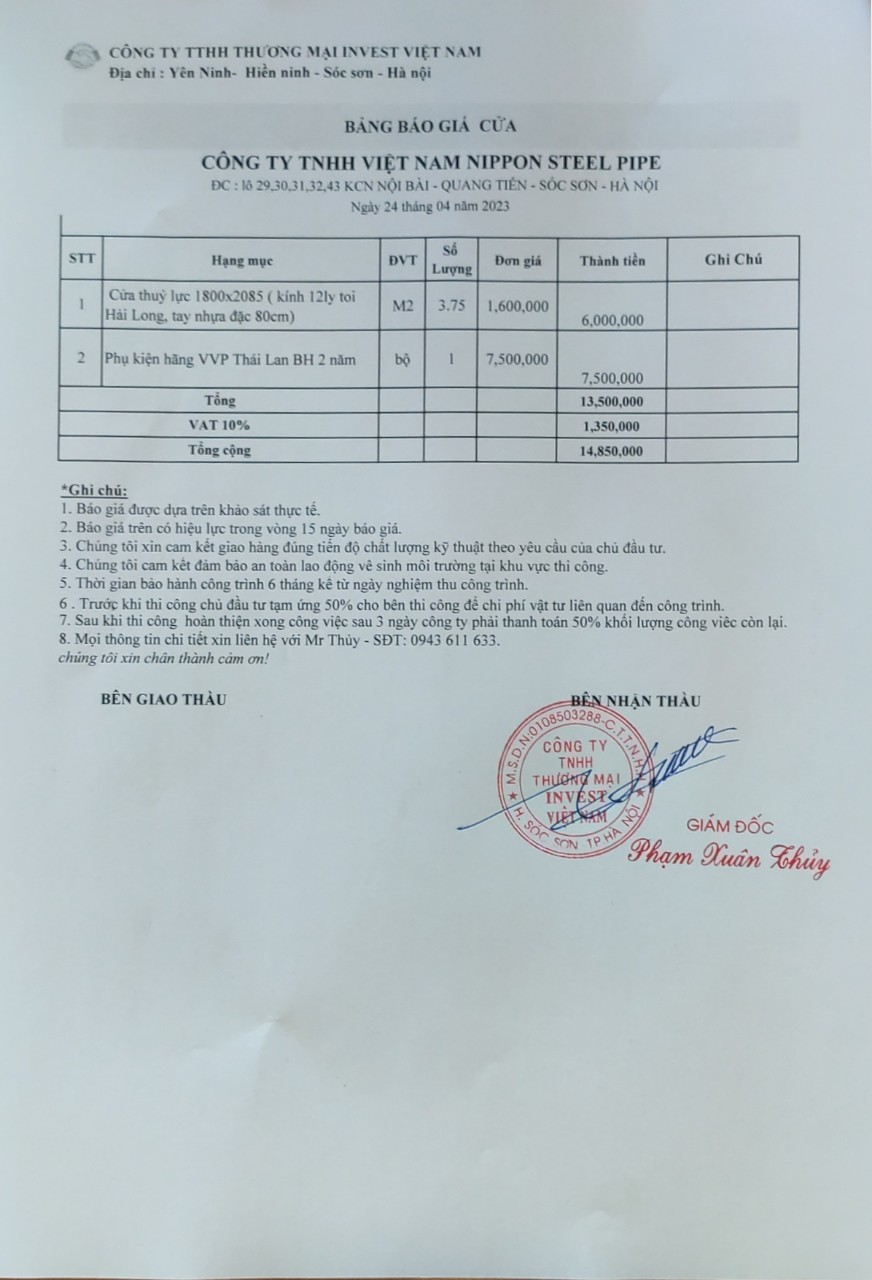 CÔNG TY TTHH THƯƠNG MẠI INVEST VIỆT NAM
Địa chỉ : Yên Ninh- Hiền ninh - Sóc sơn - Hà nội
BẢNG BÁO GIÁ CỬA
CÔNG TY TNHH VIỆT NAM NIPPON STEEL PIPE
ĐC : lô 29,30,31,32,43 KCN NỘI BÀI - QUANG TIẾN - SÓC SƠN - HÀ NỘI
Ngày 24 tháng 04 năm 2023
STT Hạng mục ĐVT Số Lượng Đơn giá Thành tiền Ghi Chú
1 Cửa thuỷ lực 1800x2085 ( kính 12ly toi M2 3.75 1,600,000 6,000,000
Hải Long, tay nhựa đặc 80cm)
2 Phụ kiện hãng VVP Thái Lan BH 2 năm bộ 1 7,500,000 7,500,000
Tổng 13,500,000
VAT 10% 1,350,000
Tổng cộng 14,850,000
*Ghi chú:
1. Báo giá được dựa trên khảo sát thực tế.
2. Báo giá trên có hiệu lực trong vòng 15 ngày báo giá.
3. Chúng tôi xin cam kết giao hàng đúng tiến độ chất lượng kỹ thuật theo yêu cầu của chủ đầu tư.
4. Chúng tôi cam kết đảm bảo an toàn lao động vê sinh môi trường tại khu vực thi công.
5. Thời gian bảo hành công trình 6 tháng kể từ ngày nghiệm thu công trình.
6 . Trước khi thi công chủ đầu tư tạm ứng 50% cho bên thi công để chi phí vật tư liên quan đến công trình.
7. Sau khi thi công hoàn thiện xong công việc sau 3 ngày công ty phải thanh toán 50% khối lượng công viêc còn lại.
8. Mọi thông tin chi tiết xin liên hệ với Mr Thủy - SĐT: 0943 611 633.
chúng tôi xin chân thành cảm ơn!
BÊN GIAO THẦU
BÊN NHẬN THẦU
M.S.D.N:0108503288-C.T.T.N.H.H
CÔNG TY
TNHH
THƯƠNG MẠI
INVEST
VIỆT NAM
H. SÓC SƠN TP.HÀ NỘI
GIÁM ĐỐC
Phạm Xuân Thủy